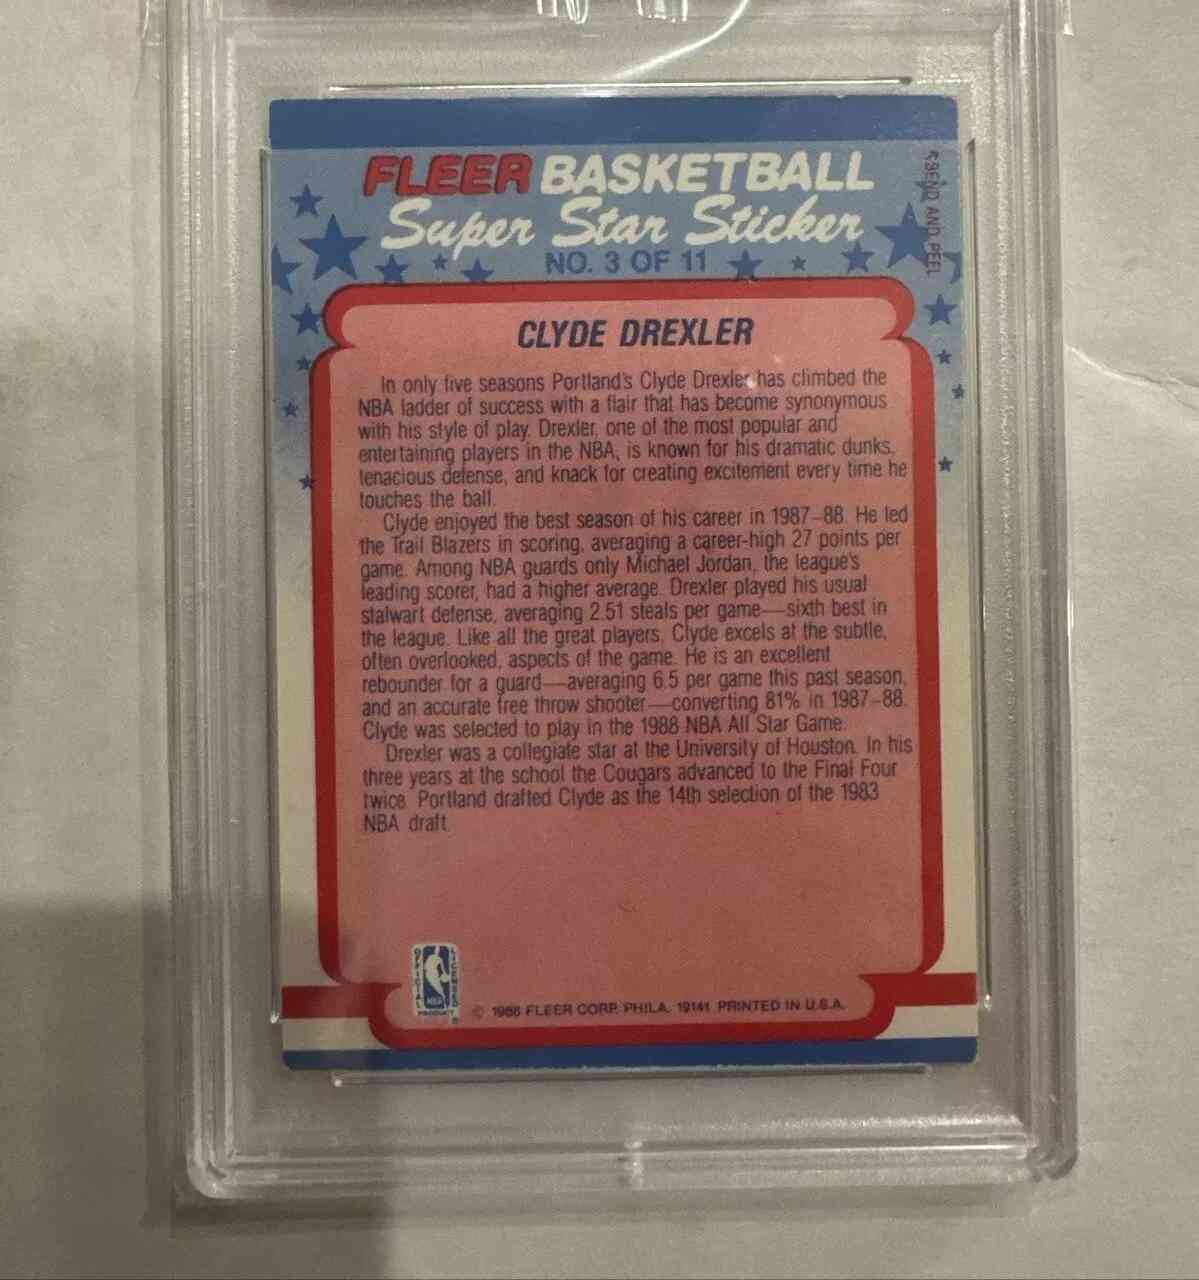 FLEER BASKETBALL
Super Star Sticker
NO. 3 OF 11
BEND AND PEEL
CLYDE DREXLER
In only five seasons Portland's Clyde Drexler has climbed the
NBA ladder of success with a flair that has become synonymous
with his style of play. Drexler, one of the most popular and
entertaining players in the NBA, is known for his dramatic dunks,
tenacious defense, and knack for creating excitement every time he
touches the ball.
Clyde enjoyed the best season of his career in 1987–88. He led
the Trail Blazers in scoring, averaging a career-high 27 points per
game. Among NBA guards only Michael Jordan, the league's
leading scorer, had a higher average. Drexler played his usual
stalwart defense, averaging 2.51 steals per game—sixth best in
the league. Like all the great players, Clyde excels at the subtle,
often overlooked, aspects of the game. He is an excellent
rebounder for a guard—averaging 6.5 per game this past season,
and an accurate free throw shooter—converting 81% in 1987–88.
Clyde was selected to play in the 1988 NBA All Star Game.
Drexler was a collegiate star at the University of Houston. In his
three years at the school the Cougars advanced to the Final Four
twice. Portland drafted Clyde as the 14th selection of the 1983
NBA draft.
OFFICIAL LICENSED
NBA
PRODUCT ®
© 1988 FLEER CORP. PHILA. 19141 PRINTED IN U.S.A.